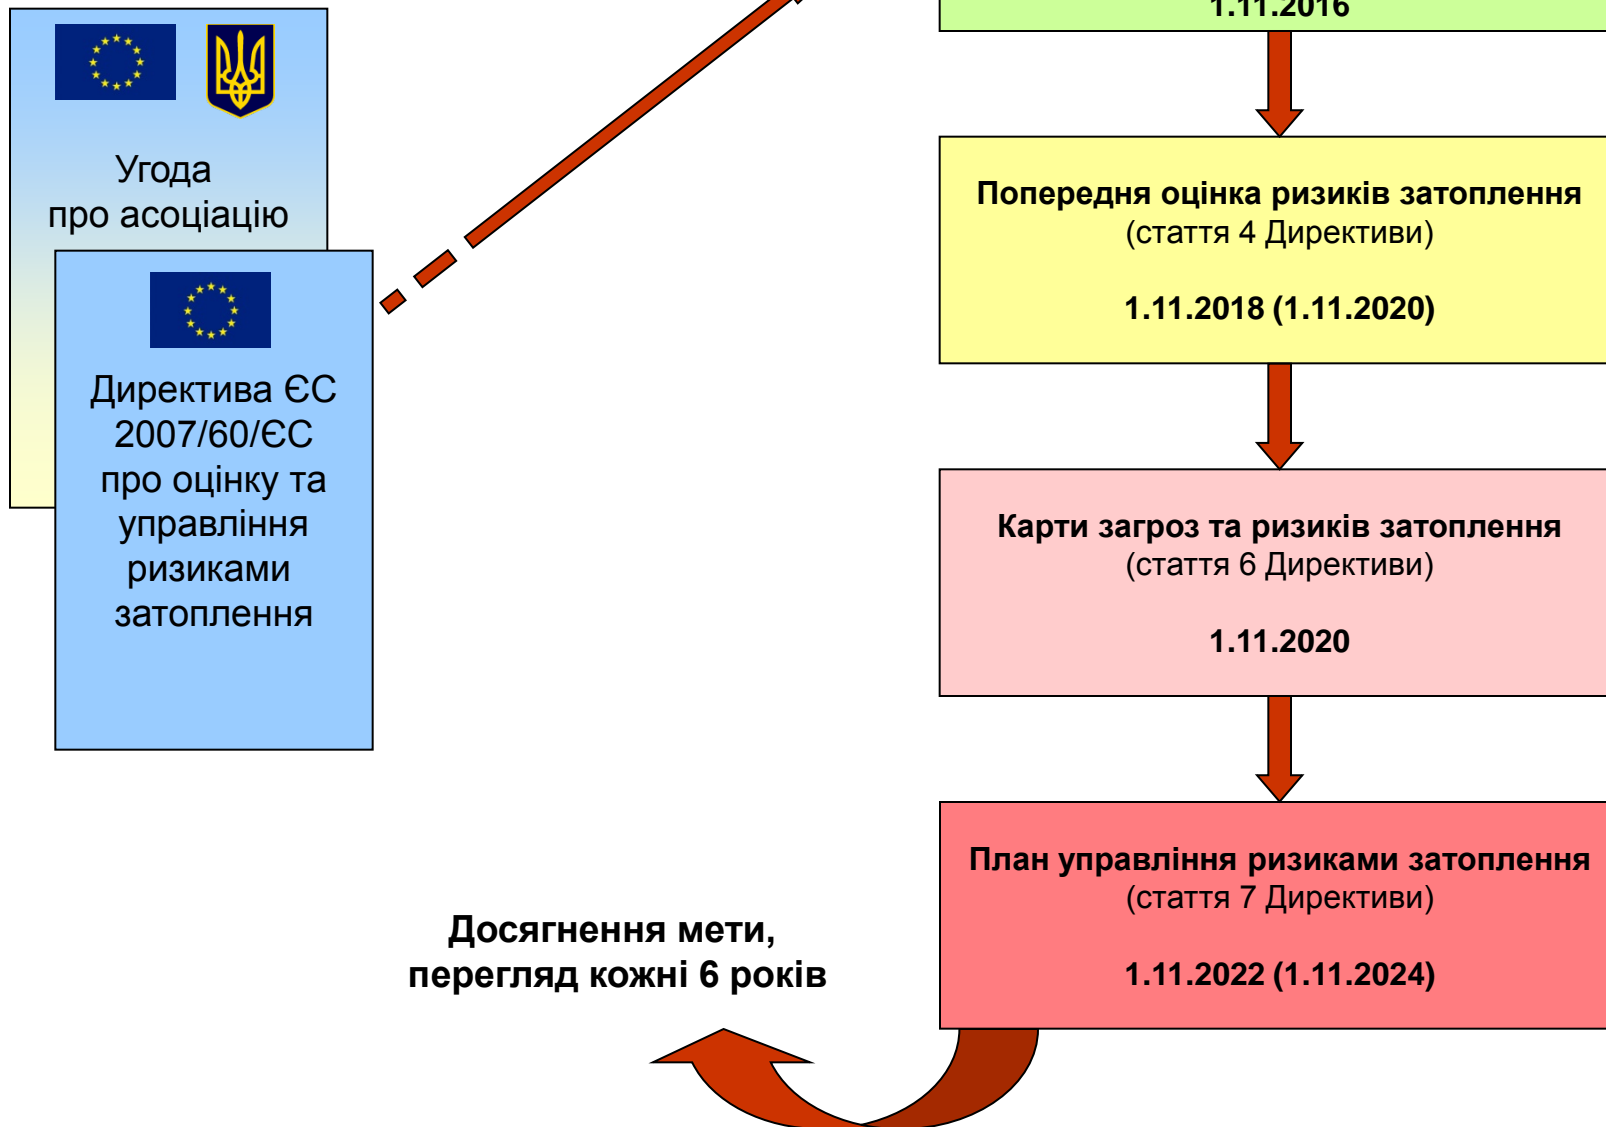 1.11.2016
Угода
про асоціацію
Директива ЄС
2007/60/ЄС
про оцінку та
управління
ризиками
затоплення
Попередня оцінка ризиків затоплення
(стаття 4 Директиви)
1.11.2018 (1.11.2020)
Карти загроз та ризиків затоплення
(стаття 6 Директиви)
1.11.2020
План управління ризиками затоплення
(стаття 7 Директиви)
1.11.2022 (1.11.2024)
Досягнення мети,
перегляд кожні 6 років